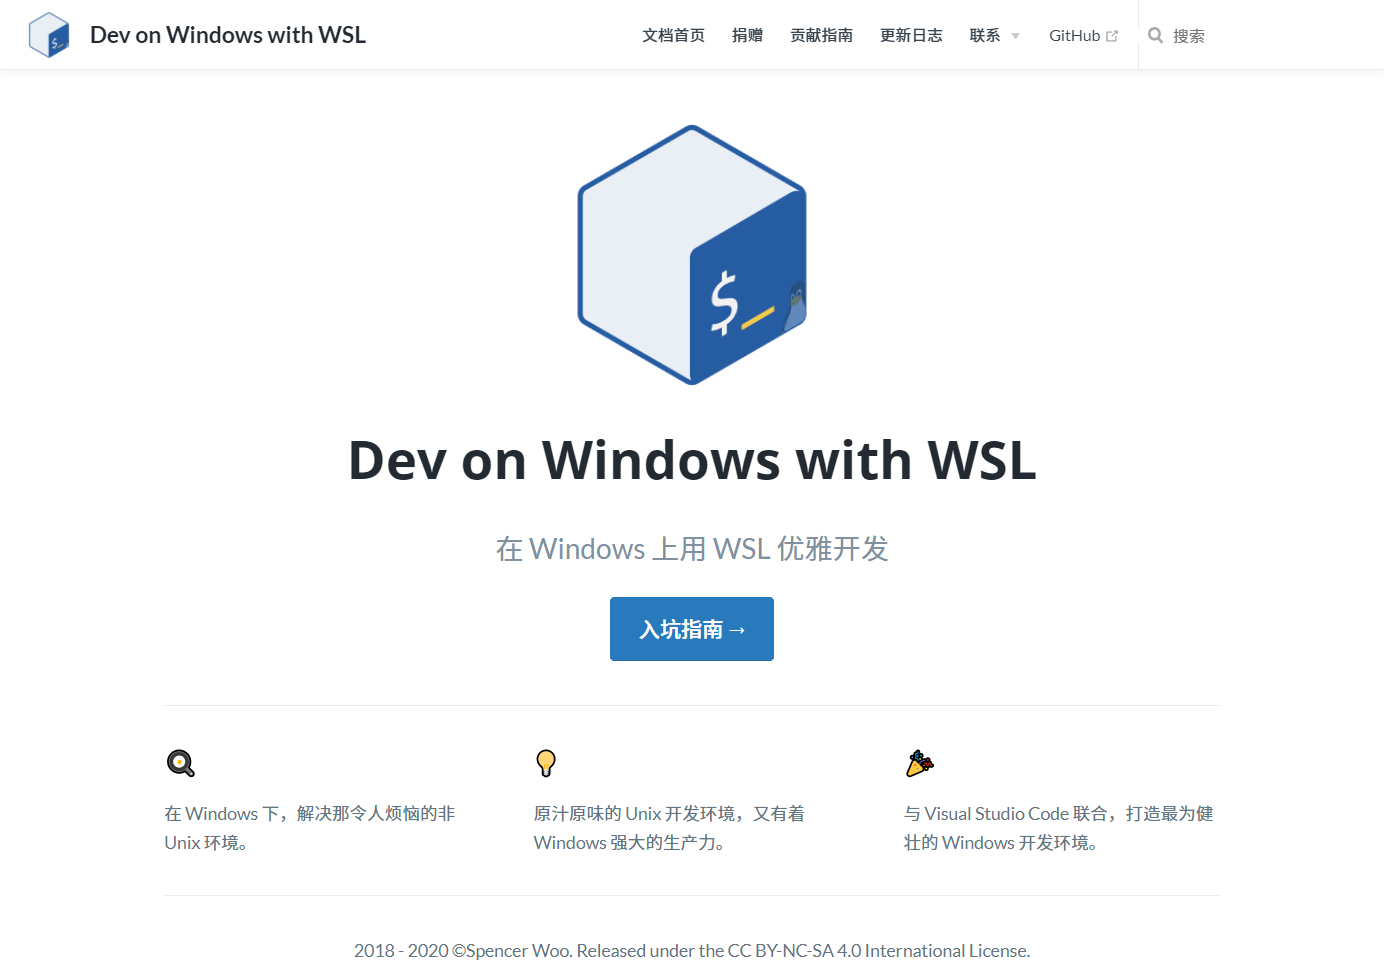 Dev on Windows with WSL
文档首页 捐赠 贡献指南 更新日志 联系 GitHub 搜索
$_
$_
Dev on Windows with WSL
在 Windows 上用 WSL 优雅开发
入坑指南 →
在 Windows 下，解决那令人烦恼的非
Unix 环境。
原汁原味的 Unix 开发环境，又有着
Windows 强大的生产力。
与 Visual Studio Code 联合，打造最为健
壮的 Windows 开发环境。
2018 - 2020 ©Spencer Woo. Released under the CC BY-NC-SA 4.0 International License.